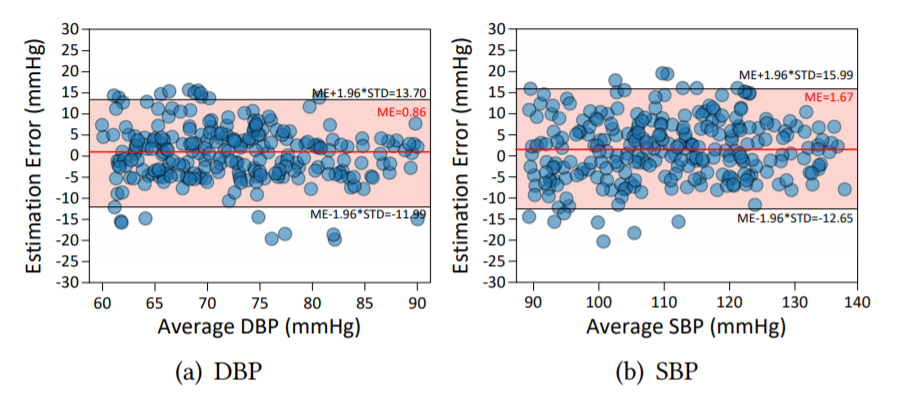 30
25
20
15
10
5
0
-5
-10
-15
-20
-25
-30
Estimation Error (mmHg)
ME+1.96*STD=13.70
ME=0.86
ME-1.96*STD=-11.99
60 65 70 75 80 85 90
Average DBP (mmHg)
(a) DBP
30
25
20
15
10
5
0
-5
-10
-15
-20
-25
-30
Estimation Error (mmHg)
ME+1.96*STD=15.99
ME=1.67
ME-1.96*STD=-12.65
90 100 110 120 130 140
Average SBP (mmHg)
(b) SBP